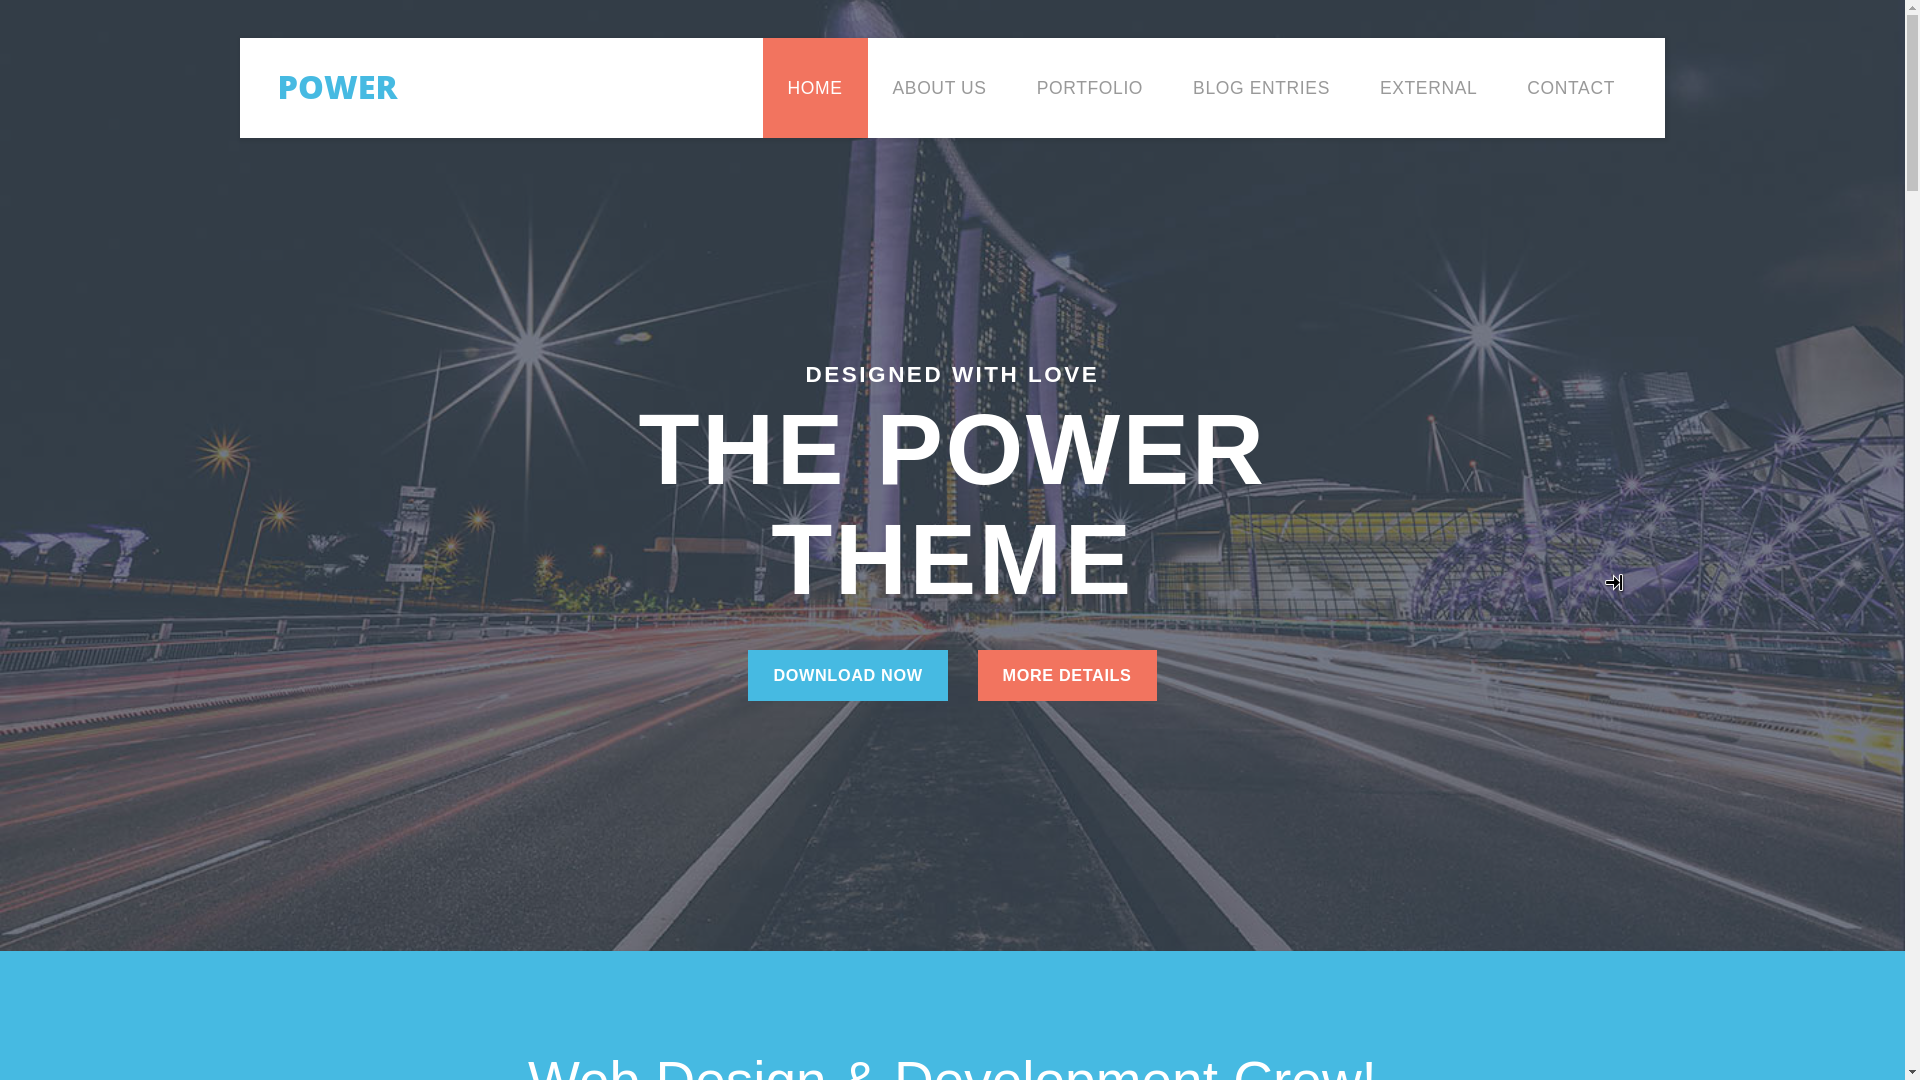 POWER
HOME ABOUT US PORTFOLIO BLOG ENTRIES EXTERNAL CONTACT
DESIGNED WITH LOVE
THE POWER
THEME
DOWNLOAD NOW MORE DETAILS
Web Design & Development Crew!